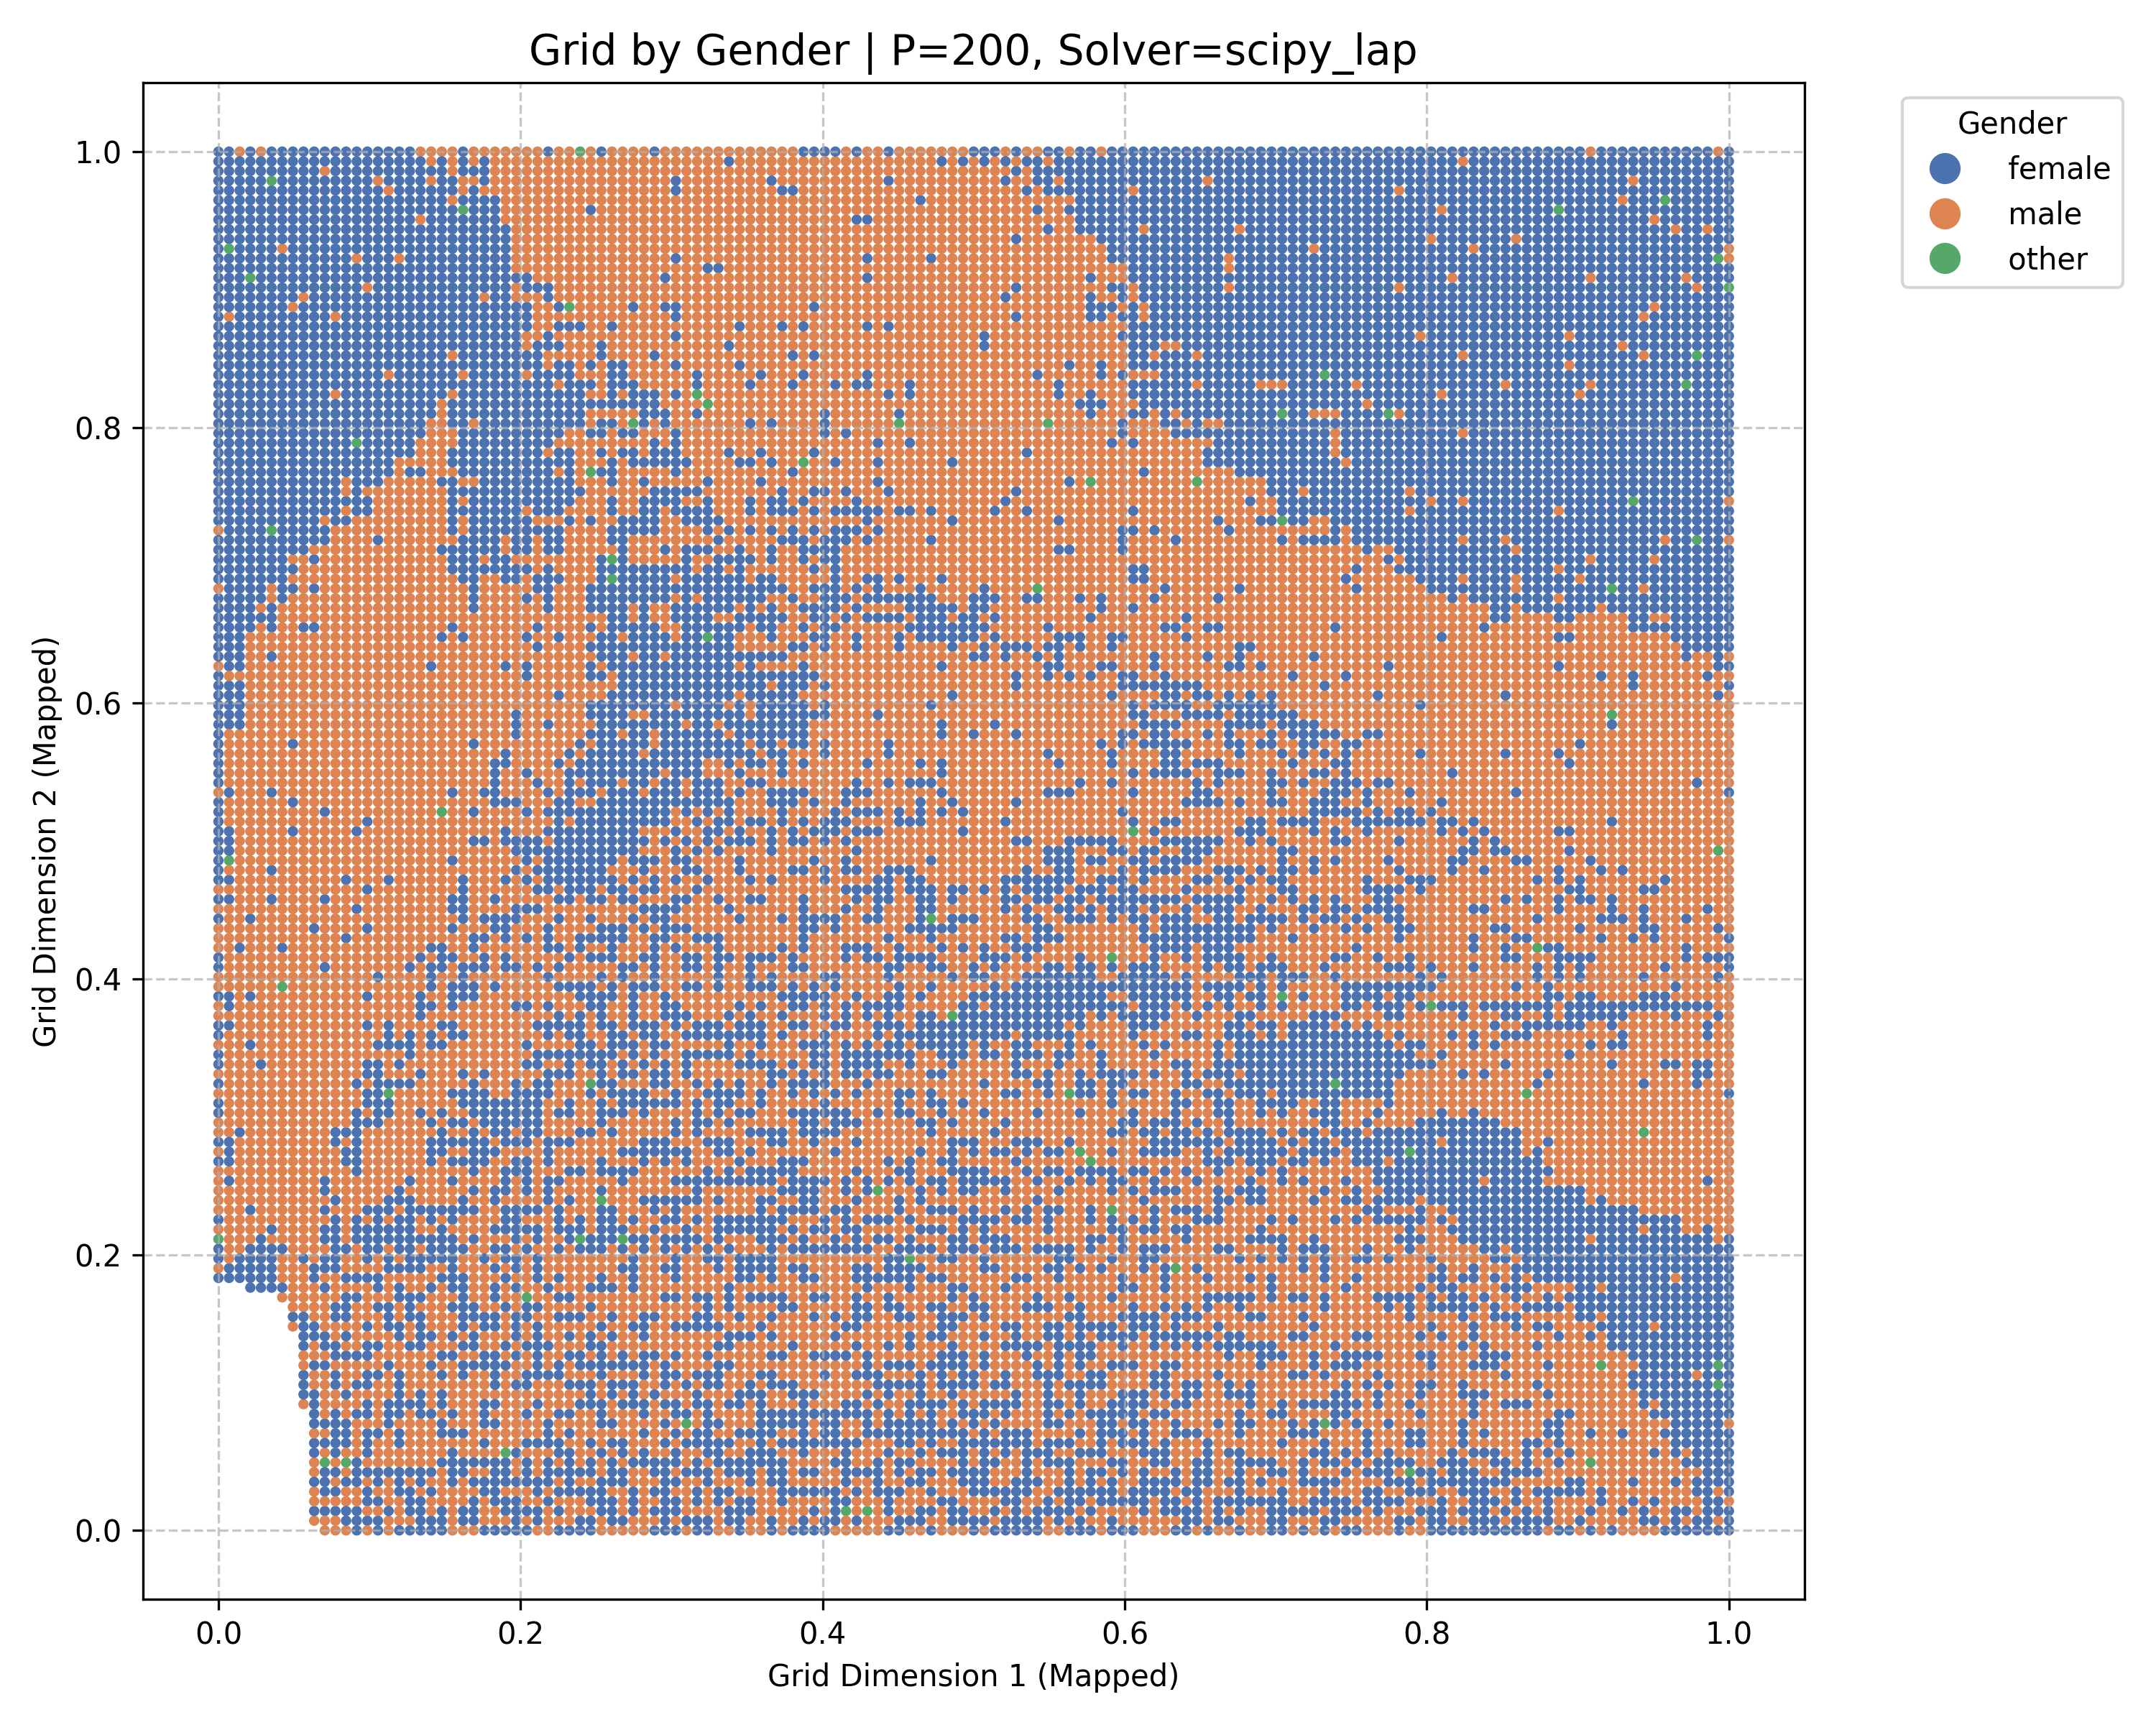 Grid by Gender | P=200, Solver=scipy_lap
Gender
female
male
other
1.0
0.8
0.6
0.4
0.2
0.0
Grid Dimension 2 (Mapped)
0.0 0.2 0.4 0.6 0.8 1.0
Grid Dimension 1 (Mapped)